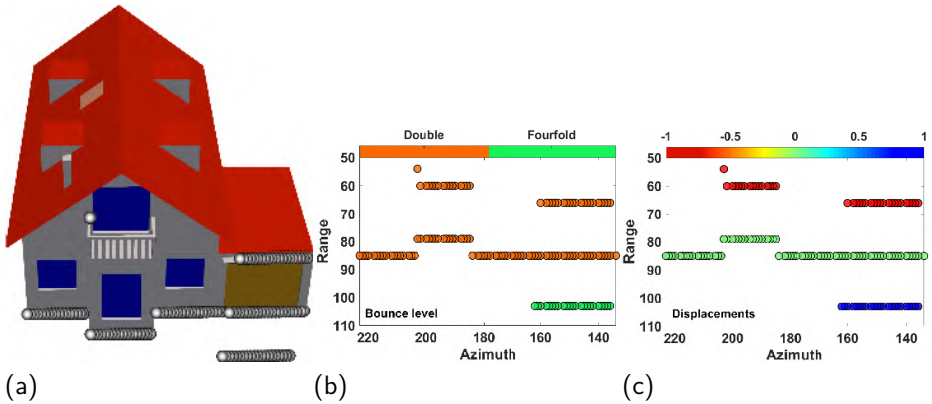 Double Fourfold
50
60
70
80
90
100
110
Range
Bounce level
220 200 180 160 140
Azimuth
-1 -0.5 0 0.5 1
50
60
70
80
90
100
110
Range
Displacements
220 200 180 160 140
Azimuth
(a) (b) (c)